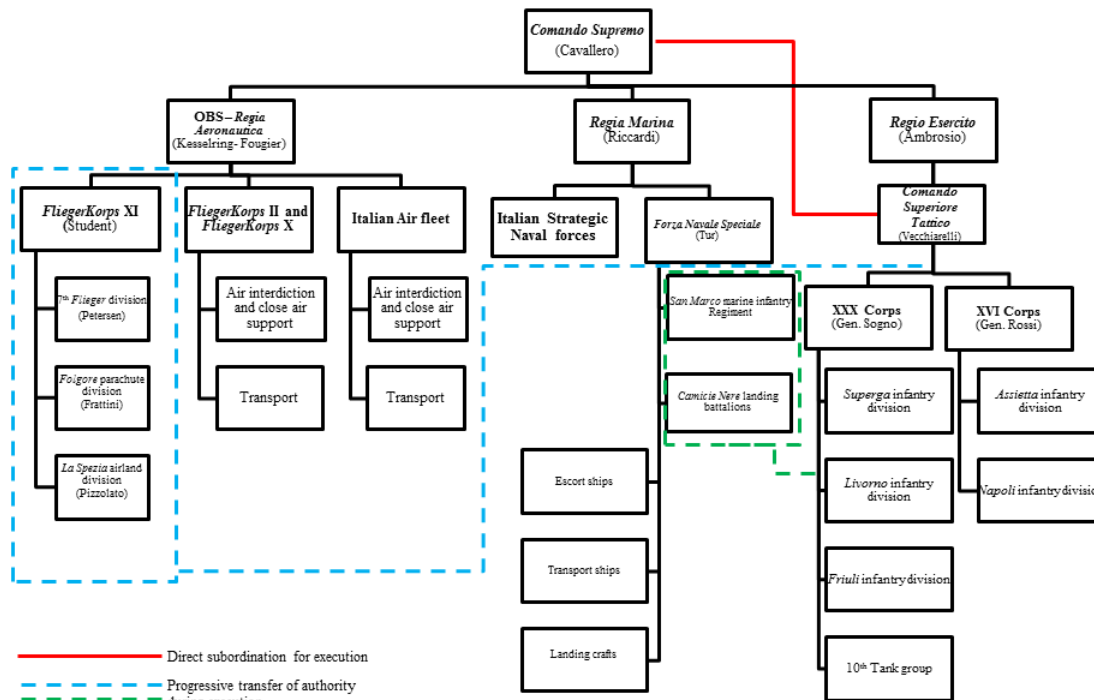 Comando Supremo
(Cavallero)
OBS–Regia
Aeronautica
(Kesselring- Fougier)
Regia Marina
(Riccardi)
Regio Esercito
(Ambrosio)
FliegerKorps XI
(Student)
FliegerKorps II and
FliegerKorps X
Italian Air fleet
Italian Strategic
Naval forces
Forza Navale Speciale
(Tur)
Comando
Superiore
Tattico
(Vecchiarelli)
7th Flieger division
(Petersen)
Air interdiction
and close air
support
Air interdiction
and close air
support
San Marco marine infantry
Regiment
XXX Corps
(Gen. Sogno)
XVI Corps
(Gen. Rossi)
Folgore parachute
division
(Frattini)
Transport
Transport
Camicie Nere landing
battalions
Superga infantry
division
Assietta infantry
division
La Spezia airland
division
(Pizzolato)
Escort ships
Livorno infantry
division
Napoli infantry divisio
Transport ships
Friuli infantry division
Landing crafts
10th Tank group
Direct subordination for execution
Progressive transfer of authority